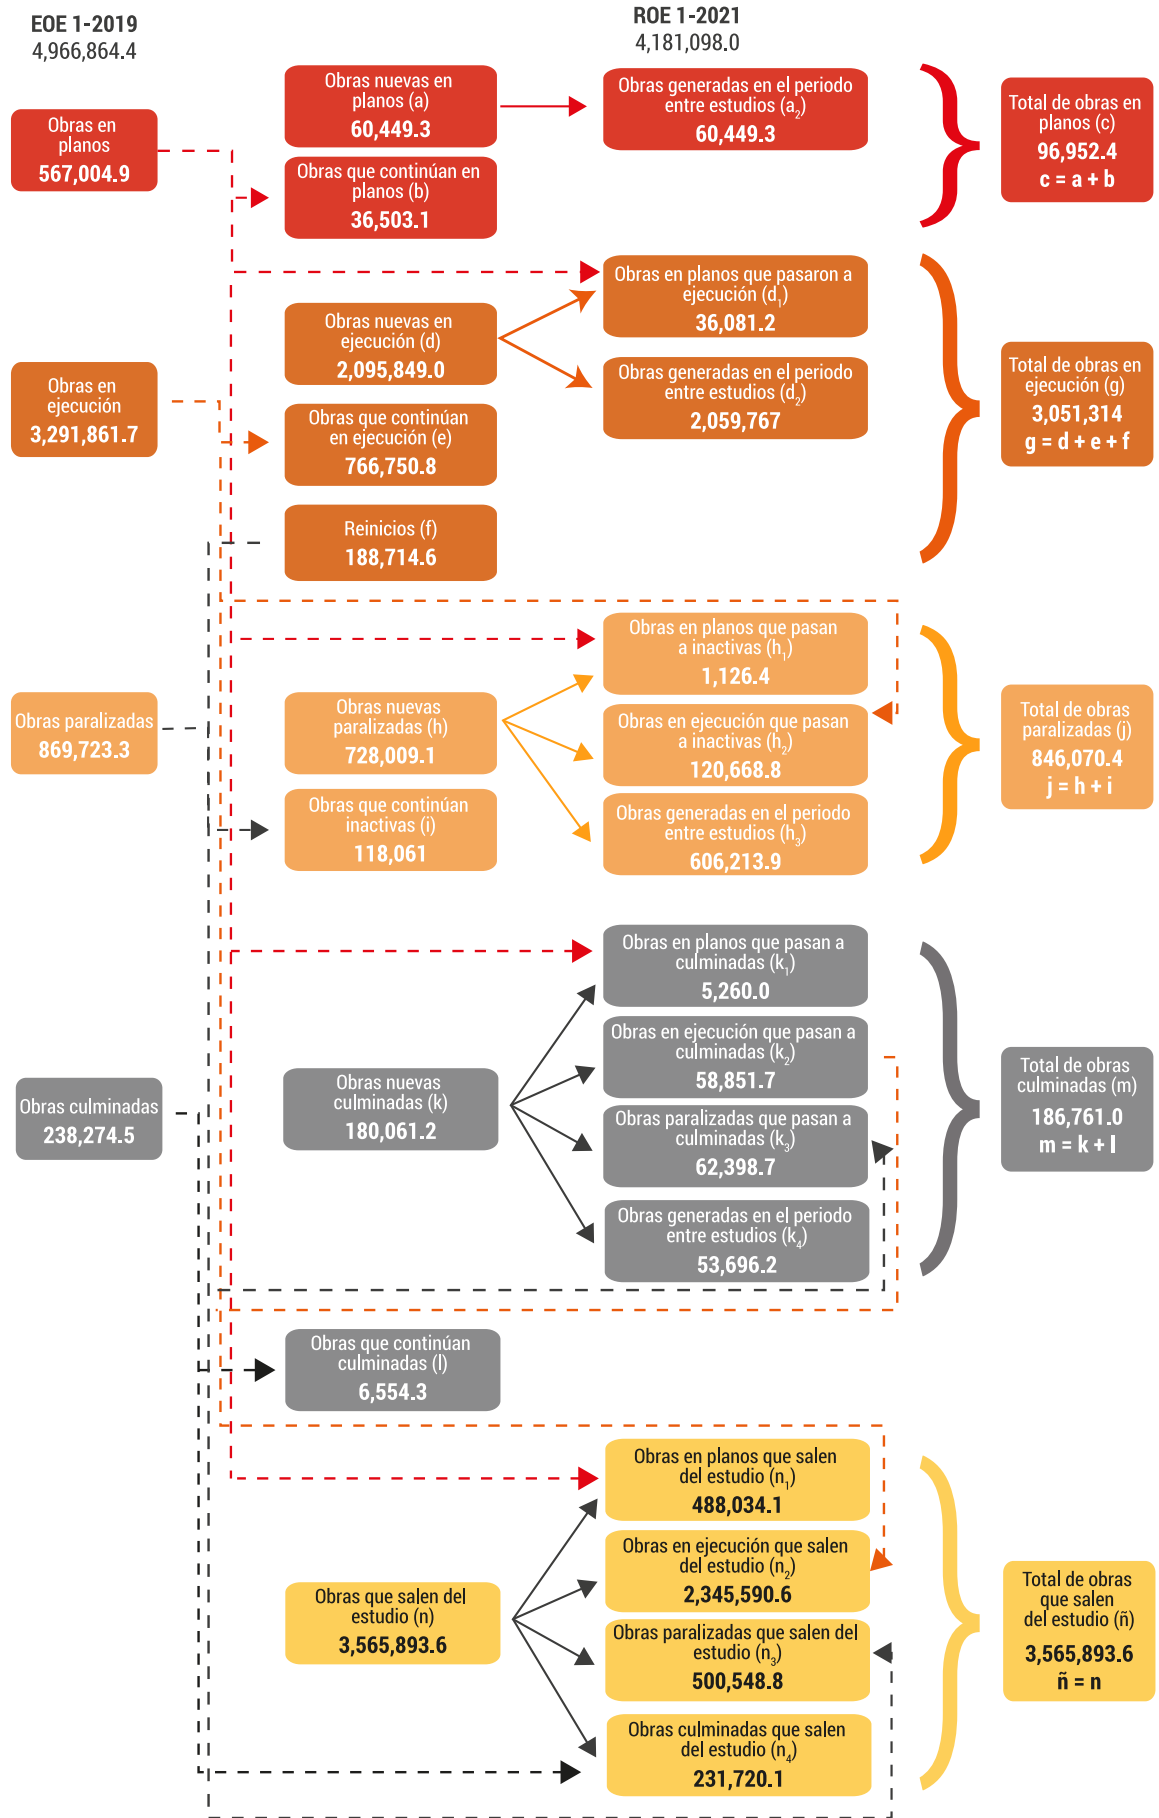 EOE 1-2019
4,966,864.4
ROE 1-2021
4,181,098.0
Obras en
planos
567,004.9
Obras nuevas en
planos (a)
60,449.3
Obras generadas en el periodo
entre estudios (a₂)
60,449.3
Total de obras en
planos (c)
96,952.4
c = a + b
Obras que continúan en
planos (b)
36,503.1
Obras en planos que pasaron a
ejecución (d₁)
36,081.2
Obras nuevas en
ejecución (d)
2,095,849.0
Obras generadas en el periodo
entre estudios (d₂)
2,059,767
Obras en
ejecución
3,291,861.7
Total de obras en
ejecución (g)
3,051,314
g = d + e + f
Obras que continúan
en ejecución (e)
766,750.8
Reinicios (f)
188,714.6
Obras en planos que pasan
a inactivas (h₁)
1,126.4
Obras paralizadas
869,723.3
Obras nuevas
paralizadas (h)
728,009.1
Obras en ejecución que pasan
a inactivas (h₂)
120,668.8
Total de obras
paralizadas (j)
846,070.4
j = h + i
Obras que continúan
inactivas (i)
118,061
Obras generadas en el periodo
entre estudios (h₃)
606,213.9
Obras en planos que pasan a
culminadas (k₁)
5,260.0
Obras en ejecución que pasan a
culminadas (k₂)
58,851.7
Obras culminadas
238,274.5
Obras nuevas
culminadas (k)
180,061.2
Obras paralizadas que pasan a
culminadas (k₃)
62,398.7
Total de obras
culminadas (m)
186,761.0
m = k + l
Obras generadas en el periodo
entre estudios (k₄)
53,696.2
Obras que continúan
culminadas (l)
6,554.3
Obras en planos que salen
del estudio (n₁)
488,034.1
Obras en ejecución que salen
del estudio (n₂)
2,345,590.6
Obras que salen del
estudio (n)
3,565,893.6
Obras paralizadas que salen del
estudio (n₃)
500,548.8
Total de obras
que salen
del estudio (ñ)
3,565,893.6
ñ = n
Obras culminadas que salen
del estudio (n₄)
231,720.1